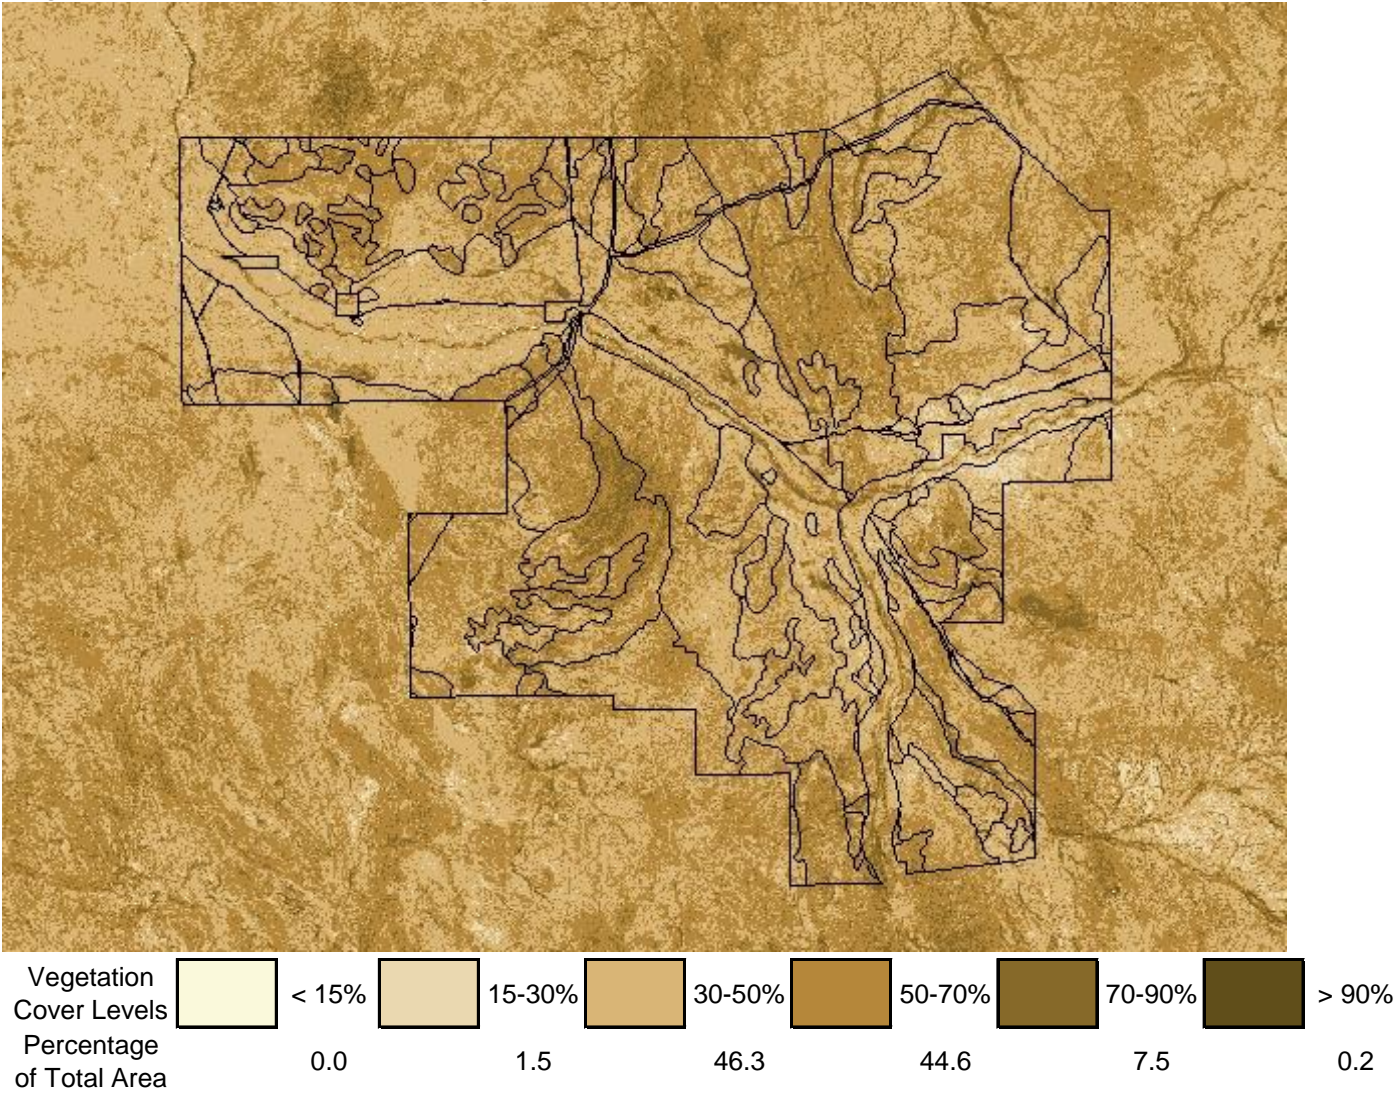 Vegetation
Cover Levels
< 15% 15-30% 30-50% 50-70% 70-90% > 90%
Percentage
of Total Area
0.0 1.5 46.3 44.6 7.5 0.2